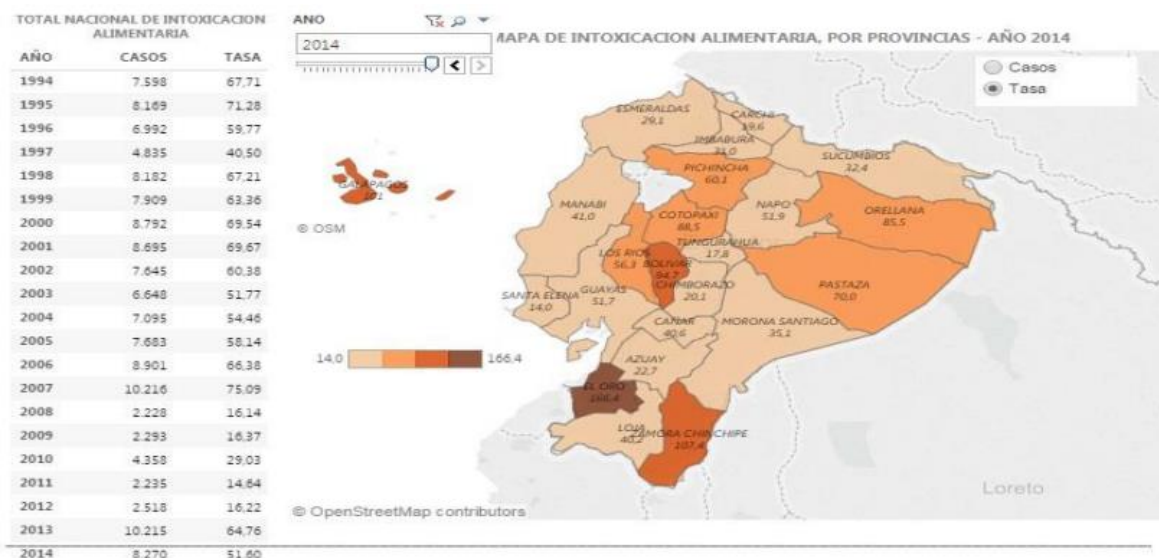 TOTAL NACIONAL DE INTOXICACION
ALIMENTARIA
AÑO CASOS TASA
1994 7.598 67,71
1995 8.169 71,28
1996 6.992 59,77
1997 4.835 40,50
1998 8.182 67,21
1999 7.909 63,36
2000 8.792 69,54
2001 8.695 69,67
2002 7.645 60,38
2003 6.648 51,77
2004 7.095 54,46
2005 7.683 58,14
2006 8.901 66,38
2007 10.216 75,09
2008 2.228 16,14
2009 2.293 16,37
2010 4.358 29,03
2011 2.235 14,64
2012 2.518 16,22
2013 10.215 64,76
2014 8.270 51,60
ANO
2014
MAPA DE INTOXICACION ALIMENTARIA, POR PROVINCIAS - AÑO 2014
Casos
Tasa
ESMERALDAS
29,1
CARCHI
19,6
IMBABURA
31,0
SUCUMBIOS
32,4
PICHINCHA
60,1
GALAPAGOS
101
© OSM
MANABI
41,0
COTOPAXI
88,5
NAPO
51,9
ORELLANA
85,5
TUNGURAHUA
17,8
LOS RIOS
56,3
BOLIVAR
94,7
CHIMBORAZO
20,1
PASTAZA
70,0
SANTA ELENA
14,0
GUAYAS
51,7
CAÑAR
40,6
MORONA SANTIAGO
35,1
14,0 166,4
AZUAY
22,7
EL ORO
166,4
LOJA
40,2
ZAMORA CHINCHIPE
107,4
Loreto
© OpenStreetMap contributors